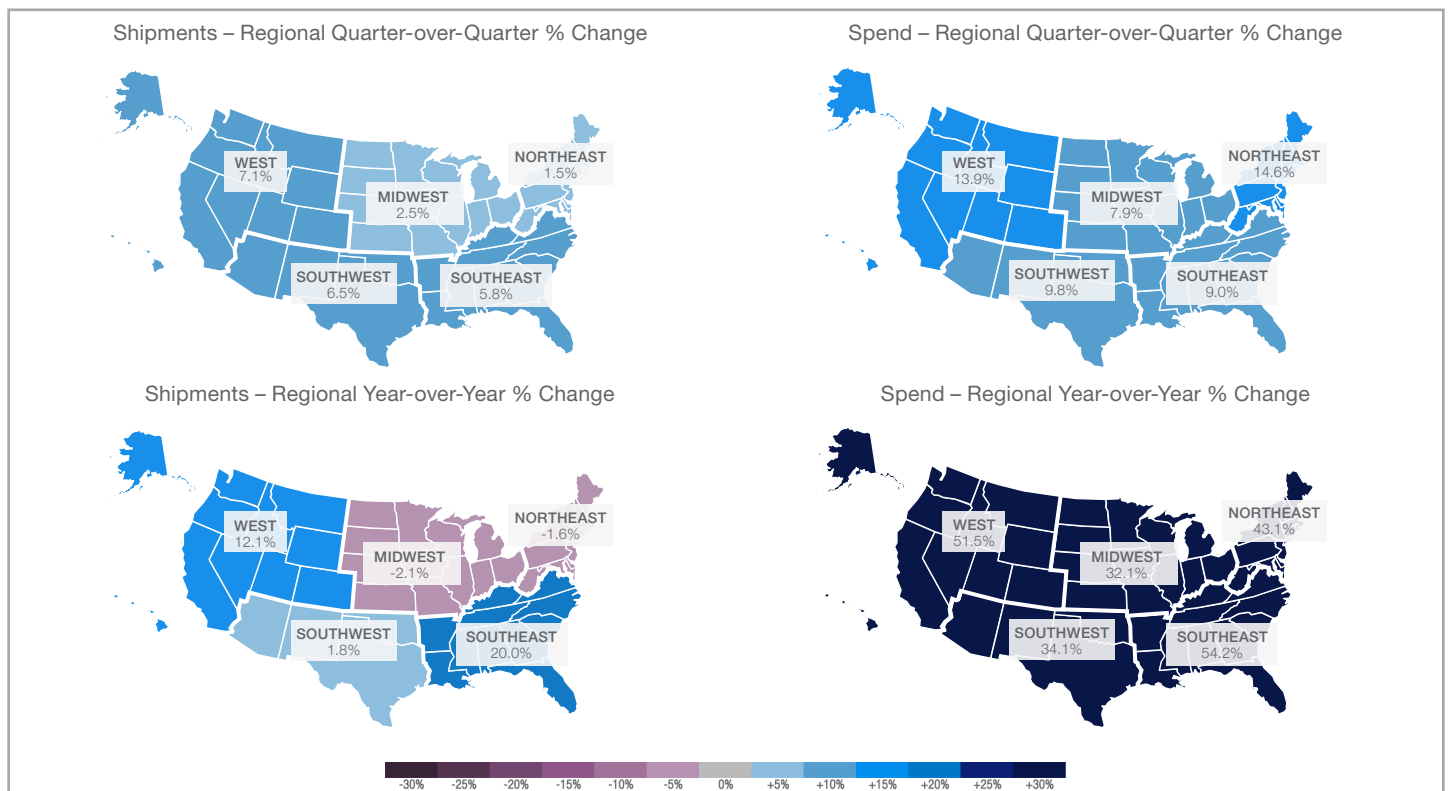 Shipments – Regional Quarter-over-Quarter % Change
WEST
7.1%
MIDWEST
2.5%
NORTHEAST
1.5%
SOUTHWEST
6.5%
SOUTHEAST
5.8%
Spend – Regional Quarter-over-Quarter % Change
WEST
13.9%
MIDWEST
7.9%
NORTHEAST
14.6%
SOUTHWEST
9.8%
SOUTHEAST
9.0%
Shipments – Regional Year-over-Year % Change
WEST
12.1%
MIDWEST
-2.1%
NORTHEAST
-1.6%
SOUTHWEST
1.8%
SOUTHEAST
20.0%
Spend – Regional Year-over-Year % Change
WEST
51.5%
MIDWEST
32.1%
NORTHEAST
43.1%
SOUTHWEST
34.1%
SOUTHEAST
54.2%
-30% -25% -20% -15% -10% -5% 0% +5% +10% +15% +20% +25% +30%